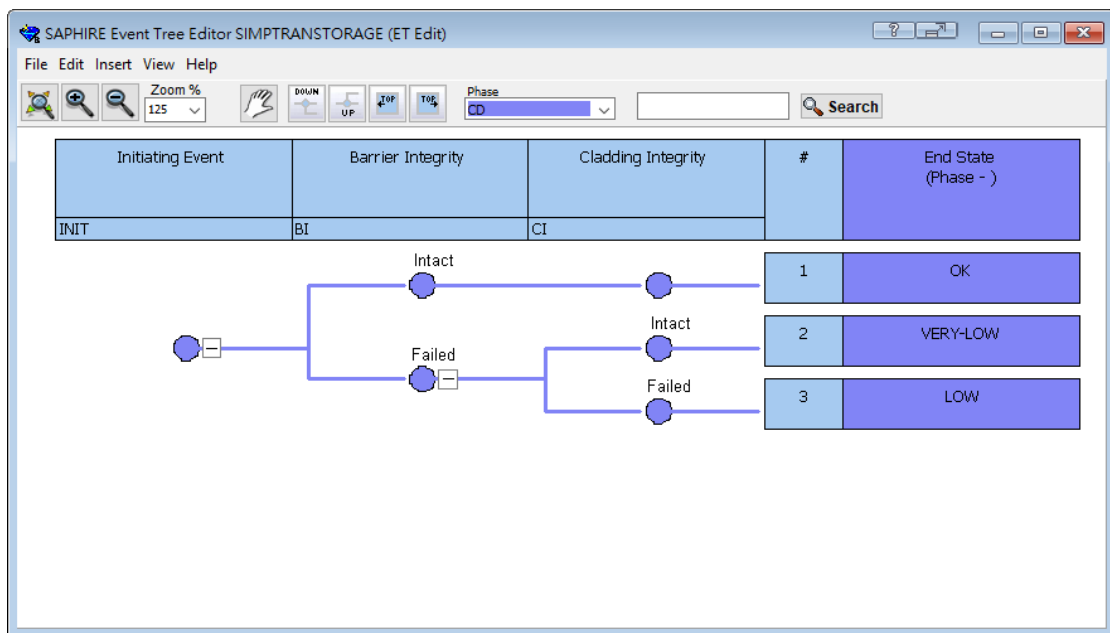 SAPHIRE Event Tree Editor SIMPTRANSTORAGE (ET Edit)
File Edit Insert View Help
Zoom %
125
DOWN
UP
TOP
TOP
Phase
CD
Search
Initiating Event
Barrier Integrity
Cladding Integrity
#
End State
(Phase - )
INIT
BI
CI
Intact
1
OK
Intact
2
VERY-LOW
Failed
Failed
3
LOW